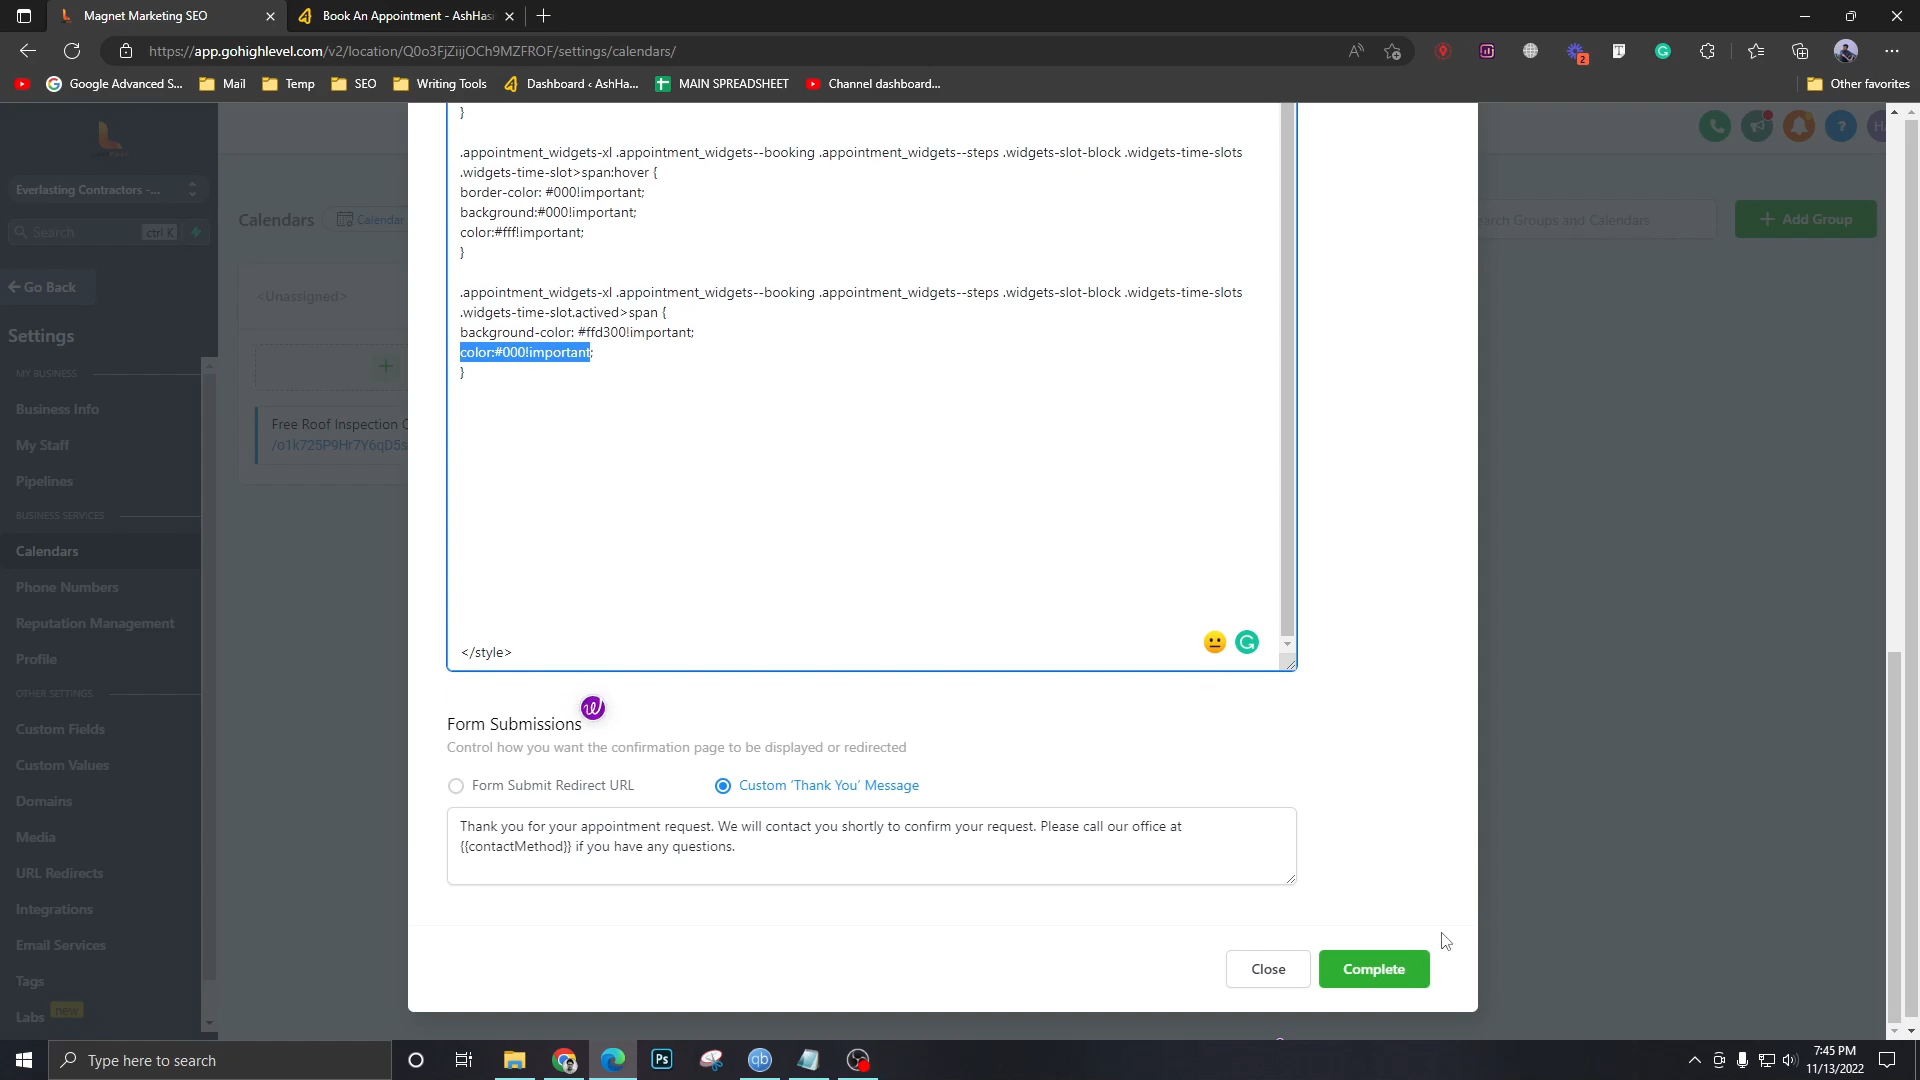 Magnet Marketing SEO
Book An Appointment - AshHas
https://app.gohighlevel.com/v2/location/Q0o3FjZiijOCh9MZFROF/settings/calendars/
Google Advanced S...
Mail
Temp
SEO
Writing Tools
Dashboard ‹ AshHa...
MAIN SPREADSHEET
Channel dashboard...
Other favorites
Everlasting Contractors -...
Search
ctrl K
Go Back
Settings
MY BUSINESS
Business Info
My Staff
Pipelines
BUSINESS SERVICES
Calendars
Phone Numbers
Reputation Management
Profile
OTHER SETTINGS
Custom Fields
Custom Values
Domains
Media
URL Redirects
Integrations
Email Services
Tags
Labs
new
Calendars
Calendar
<Unassigned>
Free Roof Inspection
/o1k725P9Hr7Y6qD5s
Search Groups and Calendars
+ Add Group
}
.appointment_widgets-xl .appointment_widgets--booking .appointment_widgets--steps .widgets-slot-block .widgets-time-slots
.widgets-time-slot>span:hover {
border-color: #000!important;
background:#000!important;
color:#fff!important;
}
.appointment_widgets-xl .appointment_widgets--booking .appointment_widgets--steps .widgets-slot-block .widgets-time-slots
.widgets-time-slot.actived>span {
background-color: #ffd300!important;
color:#000!important;
}
</style>
Form Submissions
Control how you want the confirmation page to be displayed or redirected
Form Submit Redirect URL
Custom ‘Thank You’ Message
Thank you for your appointment request. We will contact you shortly to confirm your request. Please call our office at
{{contactMethod}} if you have any questions.
Close
Complete
Type here to search
Ps
qb
7:45 PM
11/13/2022